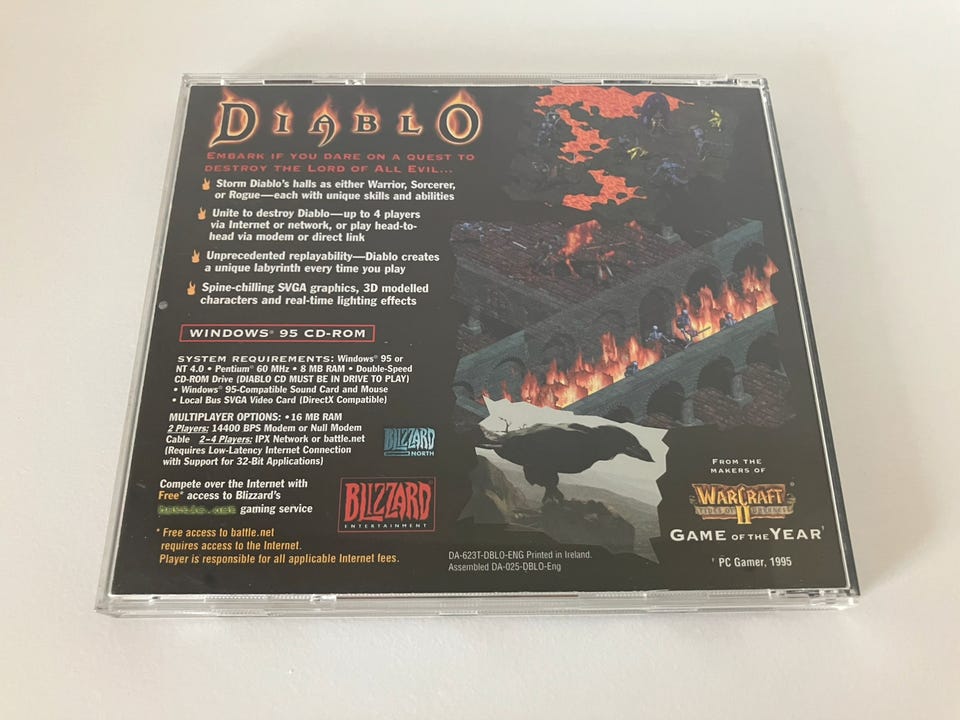 DIABLO
EMBARK IF YOU DARE ON A QUEST TO
DESTROY THE LORD OF ALL EVIL...
STORM DIABLO'S HALLS AS EITHER WARRIOR, SORCERER,
OR ROGUE—EACH WITH UNIQUE SKILLS AND ABILITIES
UNITE TO DESTROY DIABLO—UP TO 4 PLAYERS
VIA INTERNET OR NETWORK, OR PLAY HEAD-TO-
HEAD VIA MODEM OR DIRECT LINK
UNPRECEDENTED REPLAYABILITY—DIABLO CREATES
A UNIQUE LABYRINTH EVERY TIME YOU PLAY
SPINE-CHILLING SVGA GRAPHICS, 3D MODELLED
CHARACTERS AND REAL-TIME LIGHTING EFFECTS
WINDOWS® 95 CD-ROM
SYSTEM REQUIREMENTS: Windows® 95 or
NT 4.0 • Pentium® 60 MHz • 8 MB RAM • Double-Speed
CD-ROM Drive (DIABLO CD MUST BE IN DRIVE TO PLAY)
• Windows® 95-Compatible Sound Card and Mouse
• Local Bus SVGA Video Card (DirectX Compatible)
MULTIPLAYER OPTIONS: • 16 MB RAM
2 Players: 14400 BPS Modem or Null Modem
Cable 2–4 Players: IPX Network or battle.net
(Requires Low-Latency Internet Connection
with Support for 32-Bit Applications)
BLIZZARD
NORTH
Compete over the Internet with
Free* access to Blizzard's
battle.net gaming service
BLIZZARD
ENTERTAINMENT
* Free access to battle.net
requires access to the Internet.
Player is responsible for all applicable Internet fees.
DA-623T-DBLO-ENG Printed in Ireland.
Assembled DA-025-DBLO-Eng
FROM THE
MAKERS OF
WARCRAFT
II
TIDES OF DARKNESS
GAME OF THE YEAR†
† PC Gamer, 1995